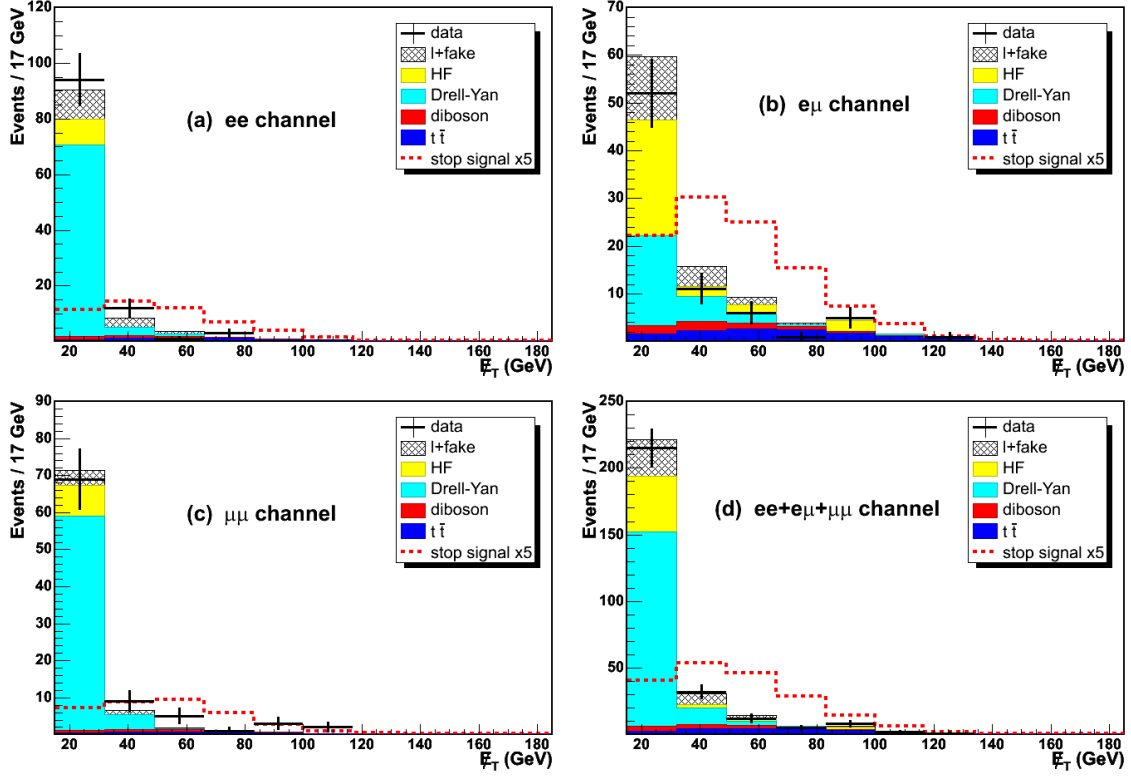 Events / 17 GeV
120
100
80
60
40
20
data
l+fake
HF
Drell-Yan
diboson
t t̄
stop signal x5
(a) ee channel
20 40 60 80 100 120 140 160 180
E̸_T (GeV)
Events / 17 GeV
70
60
50
40
30
20
10
data
l+fake
HF
Drell-Yan
diboson
t t̄
stop signal x5
(b) eμ channel
20 40 60 80 100 120 140 160 180
E̸_T (GeV)
Events / 17 GeV
90
80
70
60
50
40
30
20
10
data
l+fake
HF
Drell-Yan
diboson
t t̄
stop signal x5
(c) μμ channel
20 40 60 80 100 120 140 160 180
E̸_T (GeV)
Events / 17 GeV
250
200
150
100
50
data
l+fake
HF
Drell-Yan
diboson
t t̄
stop signal x5
(d) ee+eμ+μμ channel
20 40 60 80 100 120 140 160 180
E̸_T (GeV)